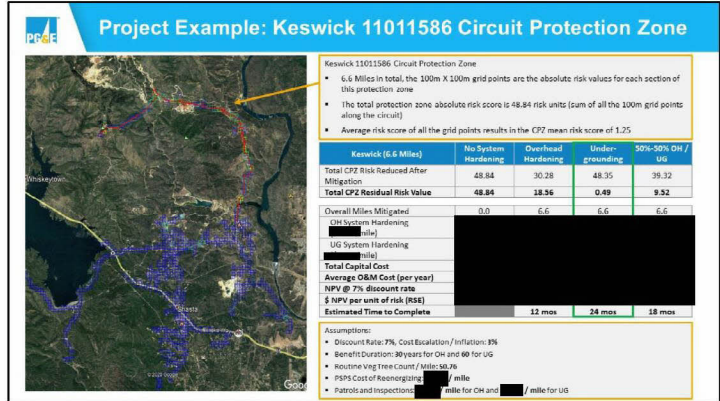 PG&E
Project Example: Keswick 11011586 Circuit Protection Zone
Whiskeytown
Shasta
Goo
Keswick 11011586 Circuit Protection Zone
▪ 6.6 Miles in total, the 100m X 100m grid points are the absolute risk values for each section of
this protection zone
▪ The total protection zone absolute risk score is 48.84 risk units (sum of all the 100m grid points
along the circuit)
▪ Average risk score of all the grid points results in the CPZ mean risk score of 1.25
Keswick (6.6 Miles) No System Hardening Overhead Hardening Under-grounding 50%-50% OH / UG
Total CPZ Risk Reduced After Mitigation 48.84 30.28 48.35 39.32
Total CPZ Residual Risk Value 48.84 18.56 0.49 9.52
Overall Miles Mitigated 0.0 6.6 6.6 6.6
OH System Hardening
mile)
UG System Hardening
mile)
Total Capital Cost
Average O&M Cost (per year)
NPV @ 7% discount rate
$ NPV per unit of risk (RSE)
Estimated Time to Complete 12 mos 24 mos 18 mos
Assumptions:
▪ Discount Rate: 7%, Cost Escalation / Inflation: 3%
▪ Benefit Duration: 30 years for OH and 60 for UG
▪ Routine Veg Tree Count / Mile: 50.76
▪ PSPS Cost of Reenergizing: / mile
▪ Patrols and Inspections: / mile for OH and / mile for UG